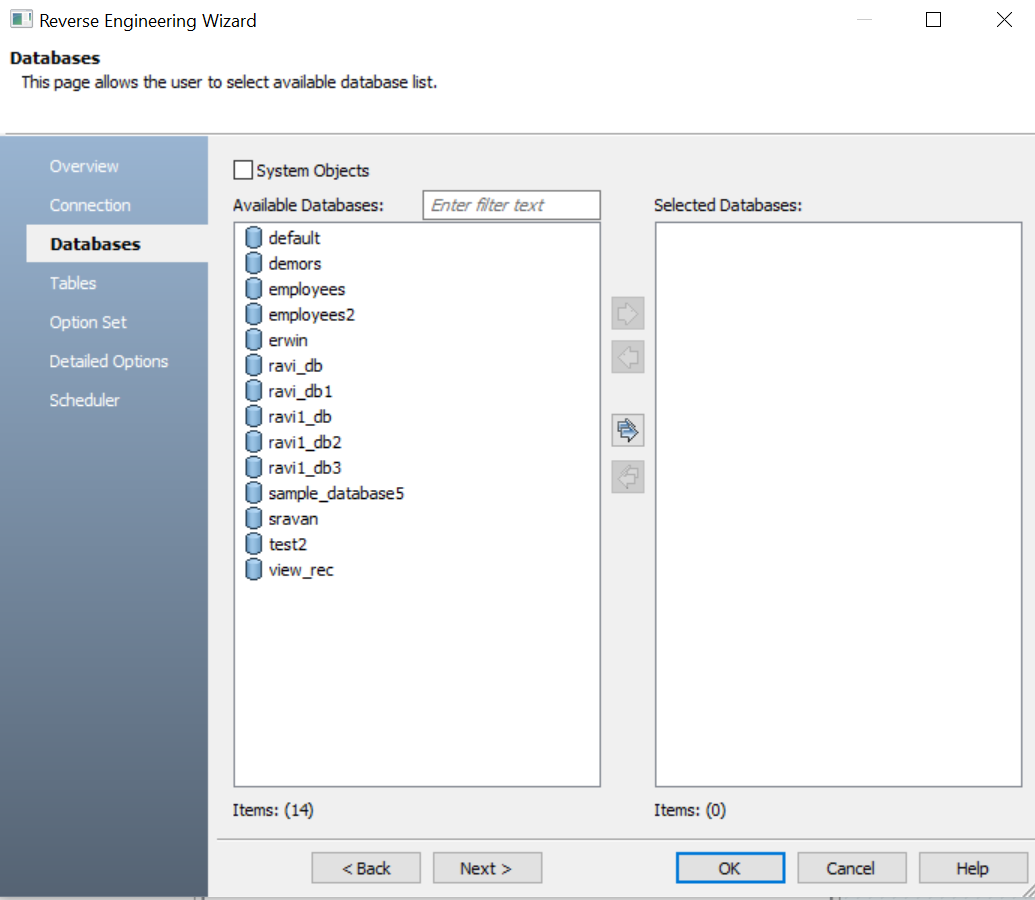 Reverse Engineering Wizard
Databases
This page allows the user to select available database list.
Overview
Connection
Databases
Tables
Option Set
Detailed Options
Scheduler
System Objects
Available Databases:
Enter filter text
default
demors
employees
employees2
erwin
ravi_db
ravi_db1
ravi1_db
ravi1_db2
ravi1_db3
sample_database5
sravan
test2
view_rec
Items: (14)
Selected Databases:
Items: (0)
< Back
Next >
OK
Cancel
Help